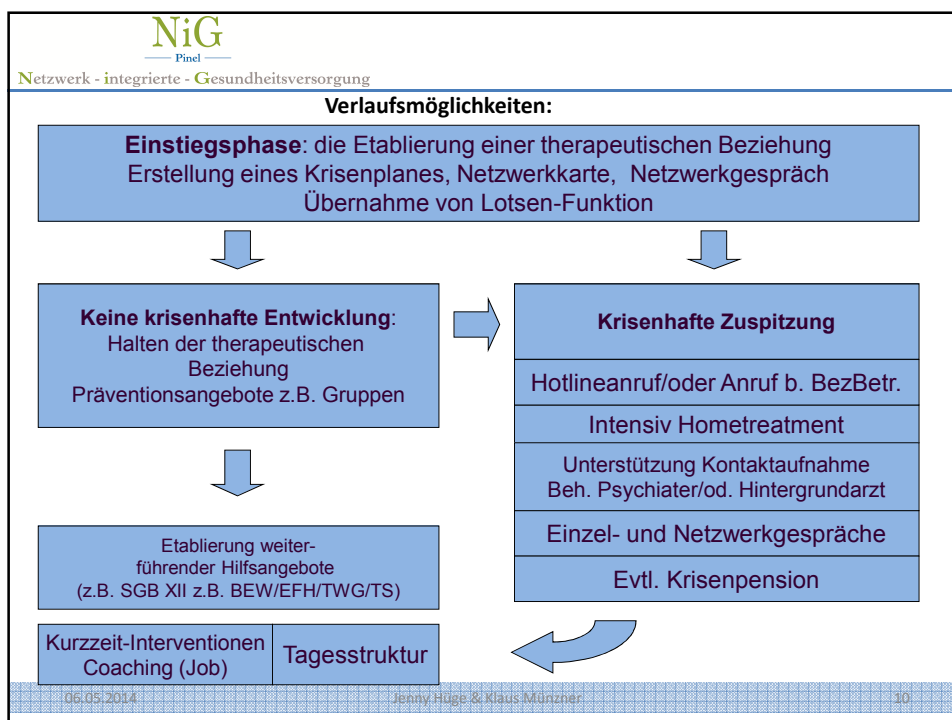 NiG
Pinel
Netzwerk - integrierte - Gesundheitsversorgung
Verlaufsmöglichkeiten:
Einstiegsphase: die Etablierung einer therapeutischen Beziehung
Erstellung eines Krisenplanes, Netzwerkkarte, Netzwerkgespräch
Übernahme von Lotsen-Funktion
Keine krisenhafte Entwicklung:
Halten der therapeutischen
Beziehung
Präventionsangebote z.B. Gruppen
Etablierung weiter-
führender Hilfsangebote
(z.B. SGB XII z.B. BEW/EFH/TWG/TS)
Kurzzeit-Interventionen
Coaching (Job)
Tagesstruktur
Krisenhafte Zuspitzung
Hotlineanruf/oder Anruf b. BezBetr.
Intensiv Hometreatment
Unterstützung Kontaktaufnahme
Beh. Psychiater/od. Hintergrundarzt
Einzel- und Netzwerkgespräche
Evtl. Krisenpension
06.05.2014
Jenny Hüge & Klaus Münzner
10